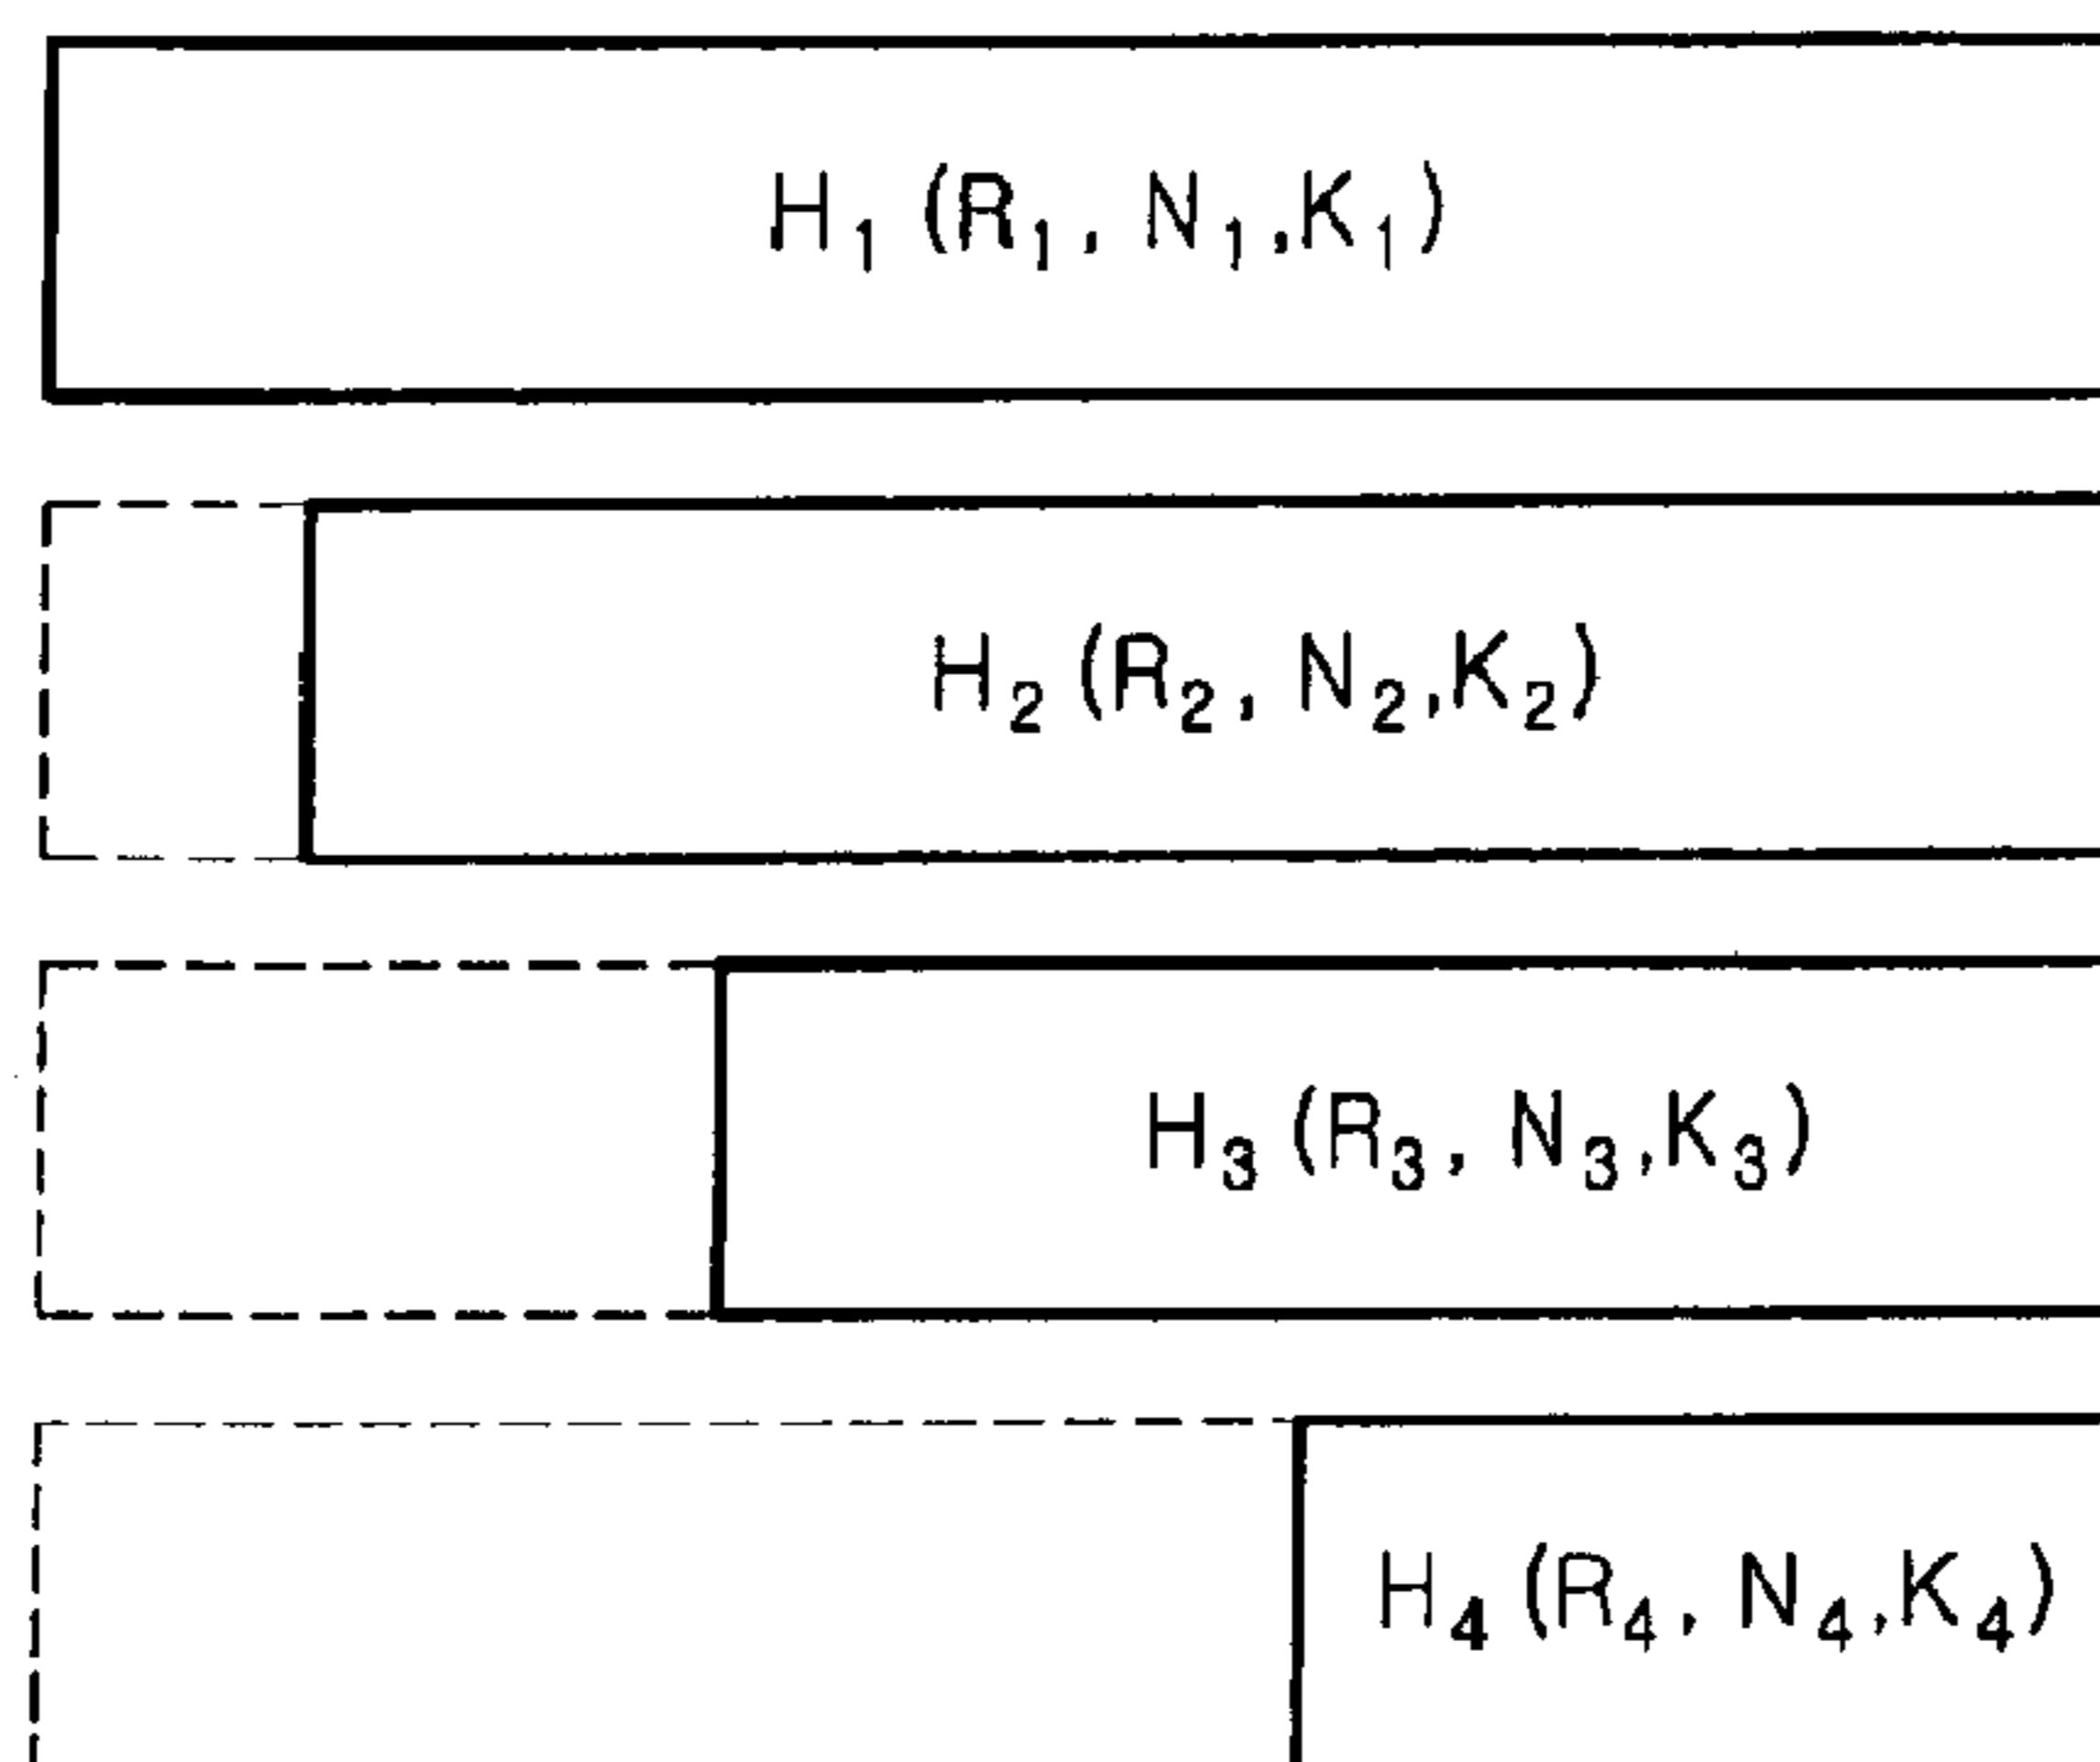 H₁ (R₁, N₁,K₁)
H₂ (R₂, N₂,K₂)
H₃ (R₃, N₃,K₃)
H₄ (R₄, N₄,K₄)